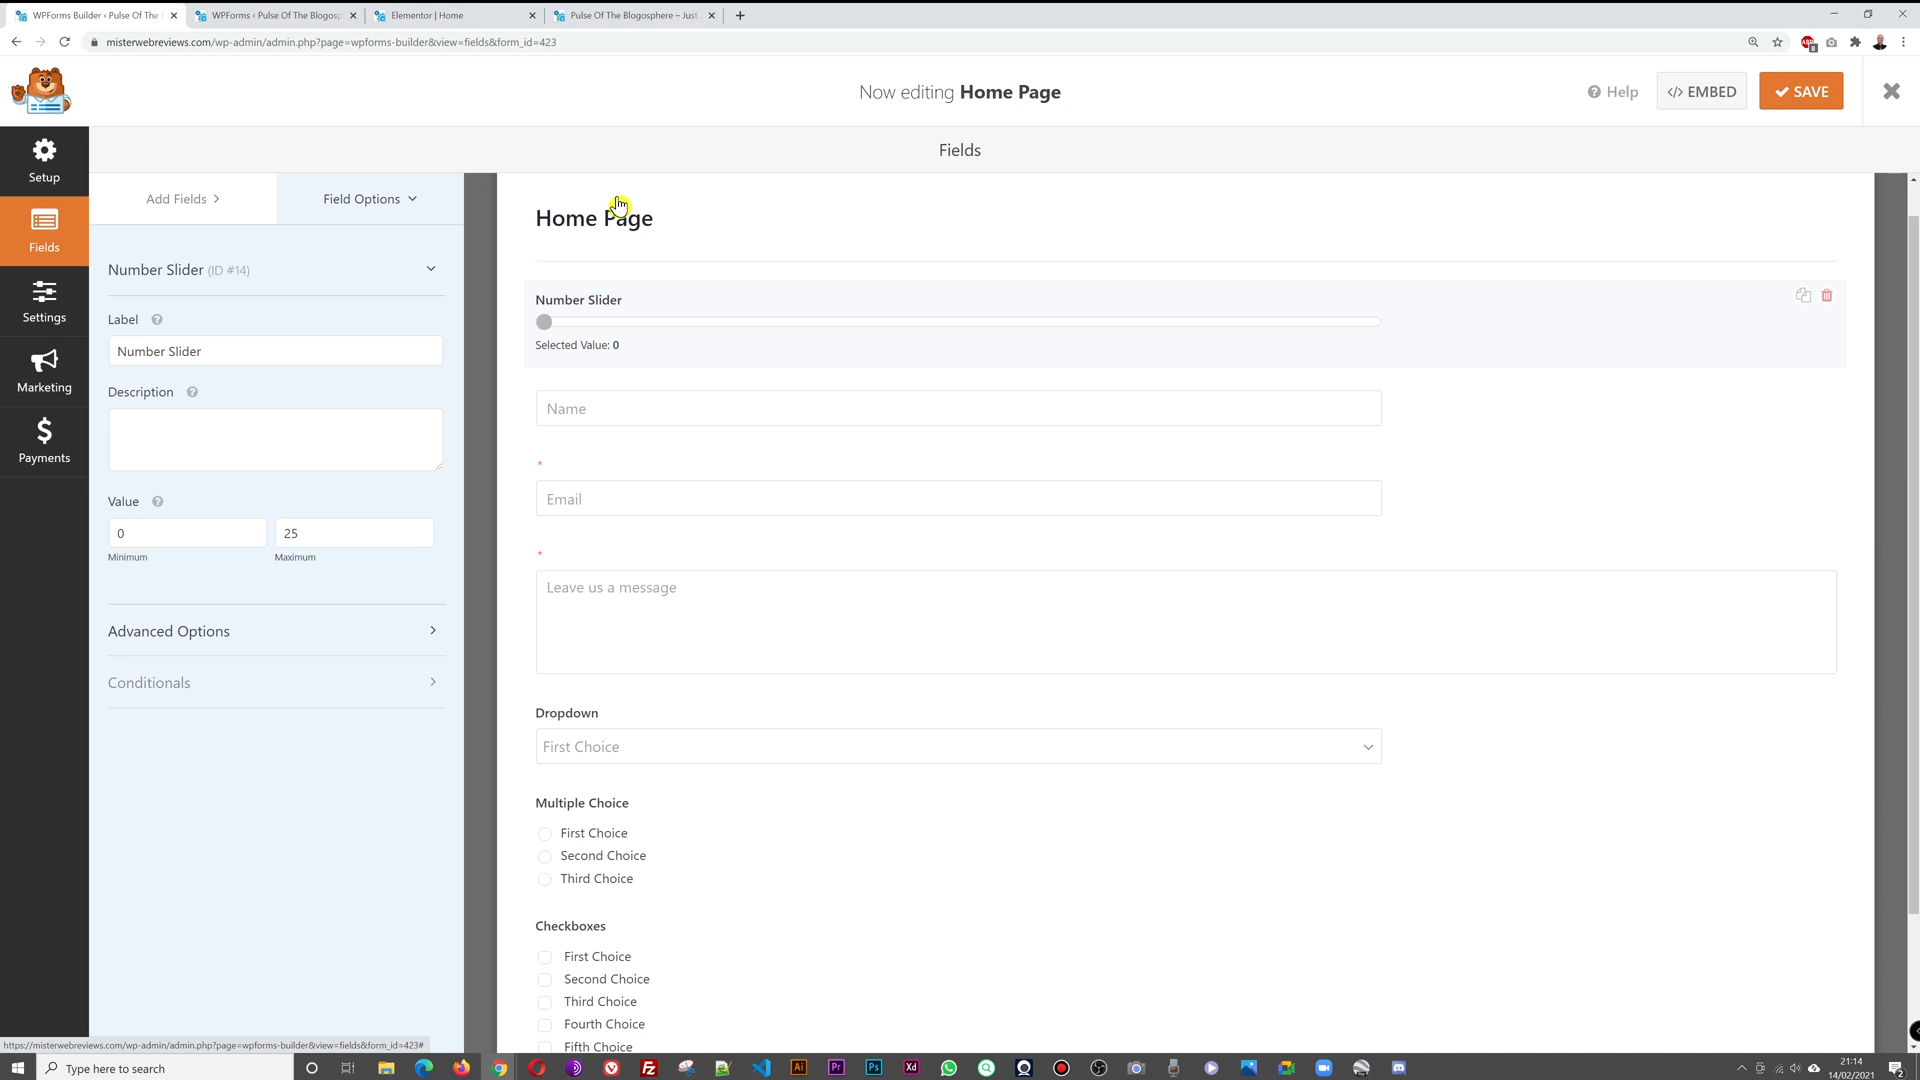 WPForms Builder ‹ Pulse Of The
WPForms ‹ Pulse Of The Blogosp
Elementor | Home
Pulse Of The Blogosphere – Just
misterwebreviews.com/wp-admin/admin.php?page=wpforms-builder&view=fields&form_id=423
Now editing Home Page
Help
</> EMBED
SAVE
Setup
Fields
Settings
Marketing
Payments
Fields
Add Fields
Field Options
Number Slider (ID #14)
Label
Number Slider
Description
Value
0
25
Minimum
Maximum
Advanced Options
Conditionals
Home Page
Number Slider
Selected Value: 0
Name
*
Email
*
Leave us a message
Dropdown
First Choice
Multiple Choice
First Choice
Second Choice
Third Choice
Checkboxes
First Choice
Second Choice
Third Choice
Fourth Choice
Fifth Choice
https://misterwebreviews.com/wp-admin/admin.php?page=wpforms-builder&view=fields&form_id=423#
Type here to search
Ai
Pr
Ps
Xd
21:14
14/02/2021